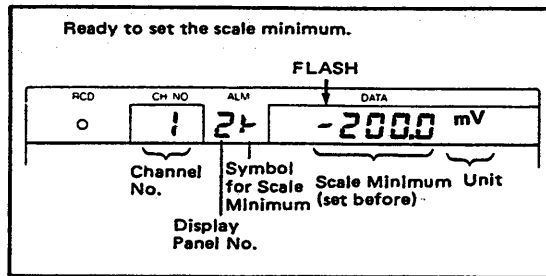 Ready to set the scale minimum.
FLASH
RCD CH NO ALM DATA
1 2⊦ -200.0 mV
Channel No.
Symbol for Scale Minimum
Scale Minimum (set before)
Unit
Display Panel No.